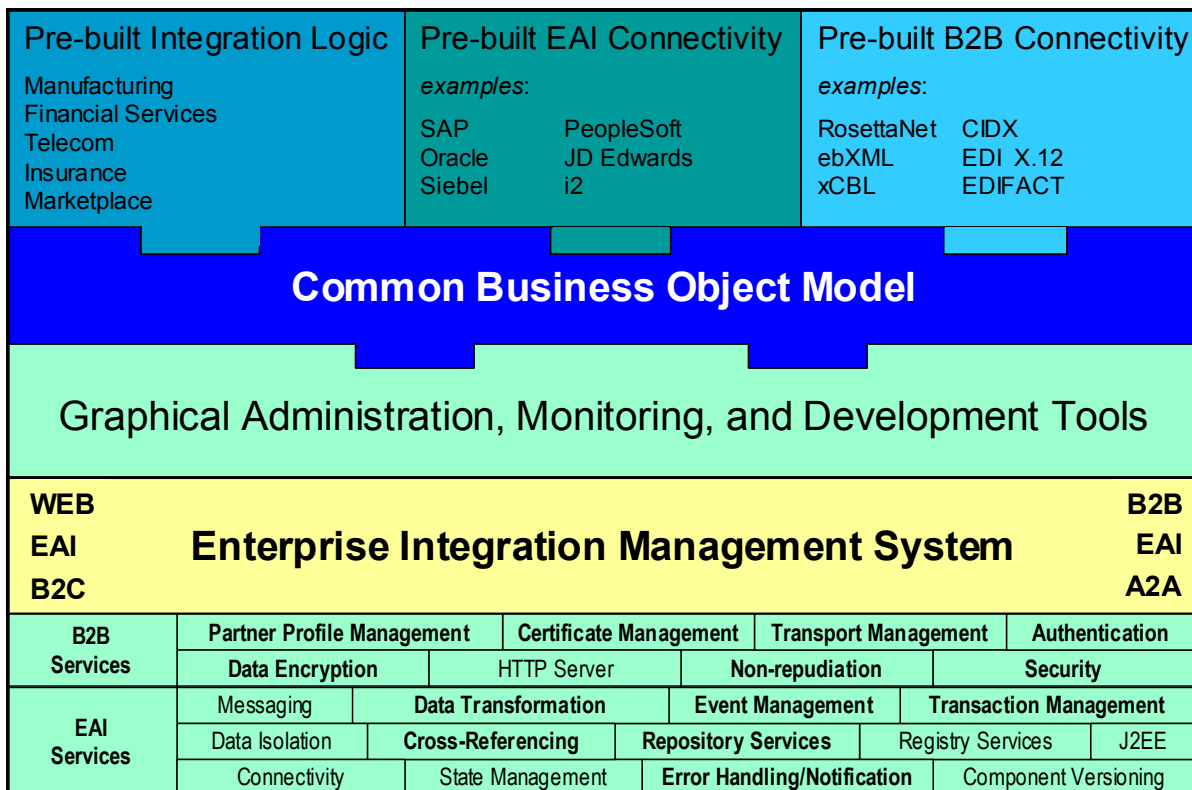 Pre-built Integration Logic
Manufacturing
Financial Services
Telecom
Insurance
Marketplace
Pre-built EAI Connectivity
examples:
SAP PeopleSoft
Oracle JD Edwards
Siebel i2
Pre-built B2B Connectivity
examples:
RosettaNet CIDX
ebXML EDI X.12
xCBL EDIFACT
Common Business Object Model
Graphical Administration, Monitoring, and Development Tools
WEB
EAI
B2C
Enterprise Integration Management System
B2B
EAI
A2A
B2B
Services
Partner Profile Management Certificate Management Transport Management Authentication
Data Encryption HTTP Server Non-repudiation Security
EAI
Services
Messaging Data Transformation Event Management Transaction Management
Data Isolation Cross-Referencing Repository Services Registry Services J2EE
Connectivity State Management Error Handling/Notification Component Versioning